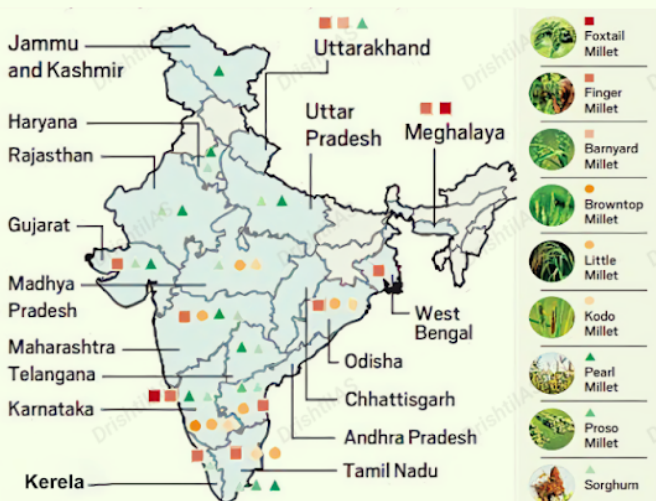 Jammu
and Kashmir
Uttarakhand
Haryana
Rajasthan
Uttar
Pradesh
Meghalaya
Gujarat
Madhya
Pradesh
West
Bengal
Maharashtra
Telangana
Odisha
Karnataka
Chhattisgarh
Andhra Pradesh
Kerela
Tamil Nadu
Foxtail
Millet
Finger
Millet
Barnyard
Millet
Browntop
Millet
Little
Millet
Kodo
Millet
Pearl
Millet
Proso
Millet
Sorghum
DrishtiIAS